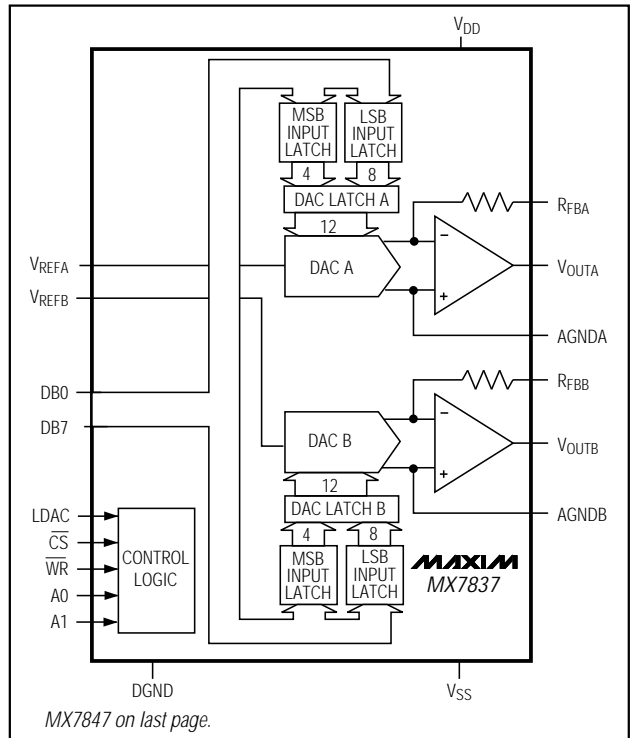 VDD
MSB
INPUT
LATCH
LSB
INPUT
LATCH
4
8
DAC LATCH A
12
RFBA
VREFA
DAC A
−
+
VOUTA
VREFB
AGNDA
RFBB
DB0
DB7
DAC B
−
+
VOUTB
12
DAC LATCH B
AGNDB
4
8
MSB
INPUT
LATCH
LSB
INPUT
LATCH
LDAC
CS
WR
A0
A1
CONTROL
LOGIC
MAXIM
MX7837
DGND
VSS
MX7847 on last page.